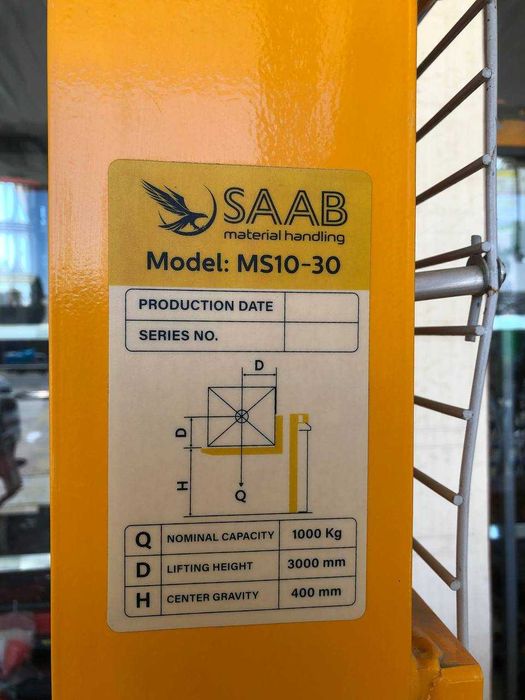 SAAB
material handling
Model: MS10-30
PRODUCTION DATE
SERIES NO.
D
D
H
Q
Q NOMINAL CAPACITY 1000 Kg
D LIFTING HEIGHT 3000 mm
H CENTER GRAVITY 400 mm